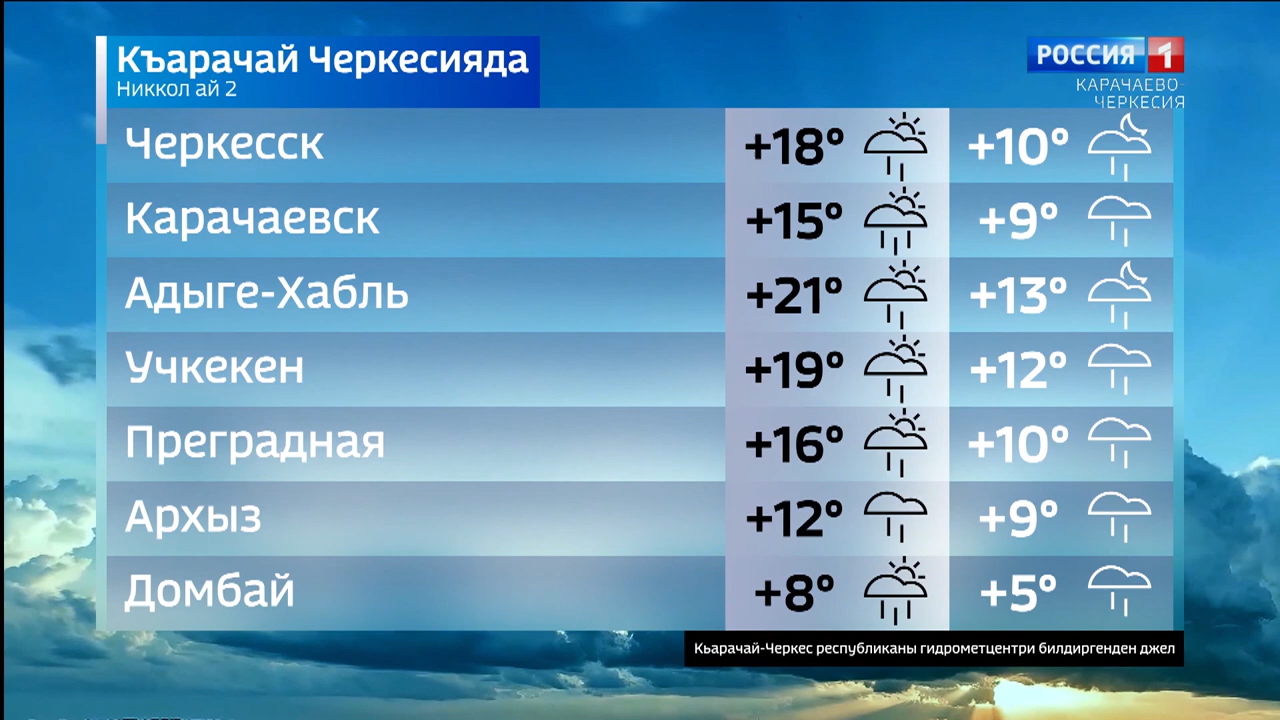 Къарачай Черкесияда
Никкол ай 2
РОССИЯ 1
КАРАЧАЕВО-
ЧЕРКЕСИЯ
Черкесск +18° +10°
Карачаевск +15° +9°
Адыге-Хабль +21° +13°
Учкекен +19° +12°
Преградная +16° +10°
Архыз +12° +9°
Домбай +8° +5°
Кьарачай-Черкес республиканы гидрометцентри билдиргенден джел